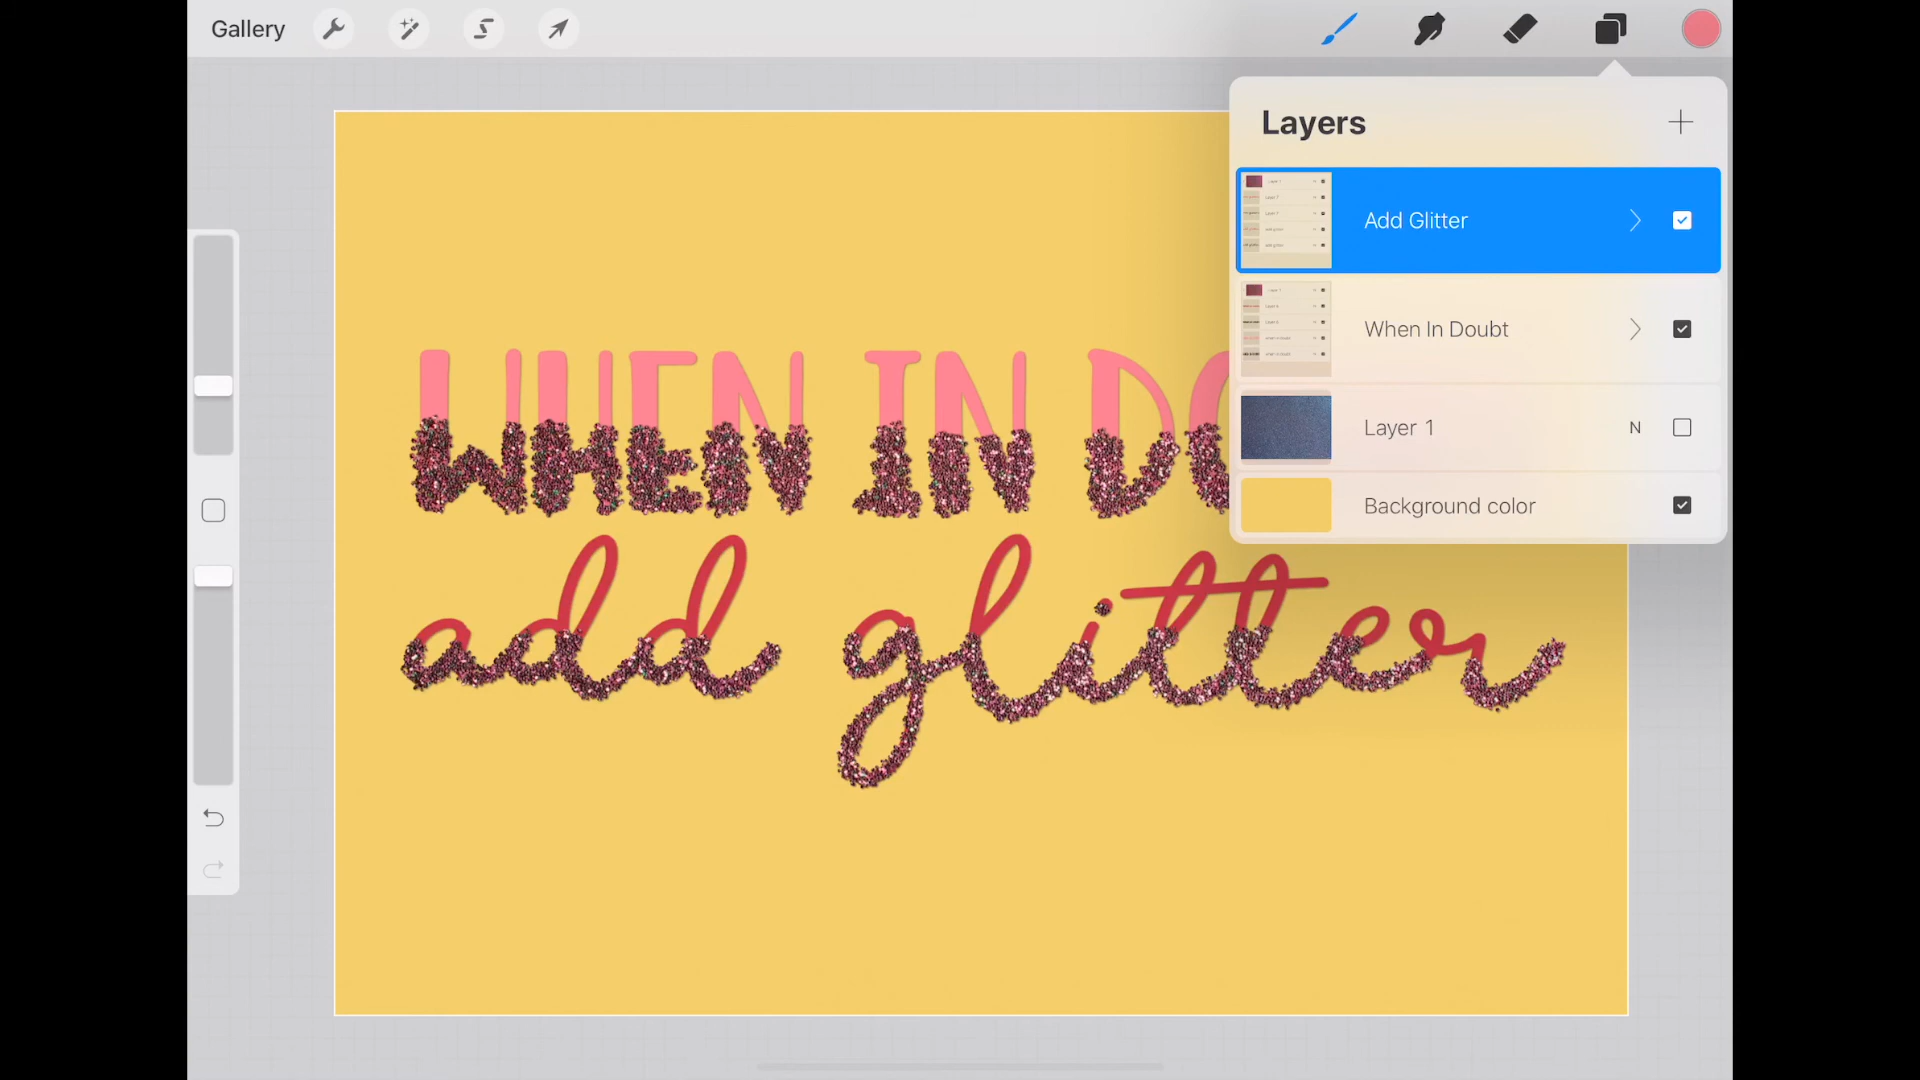 Gallery
Layers
Add Glitter
When In Doubt
Layer 1 N
Background color
WHEN IN DO
add glitter